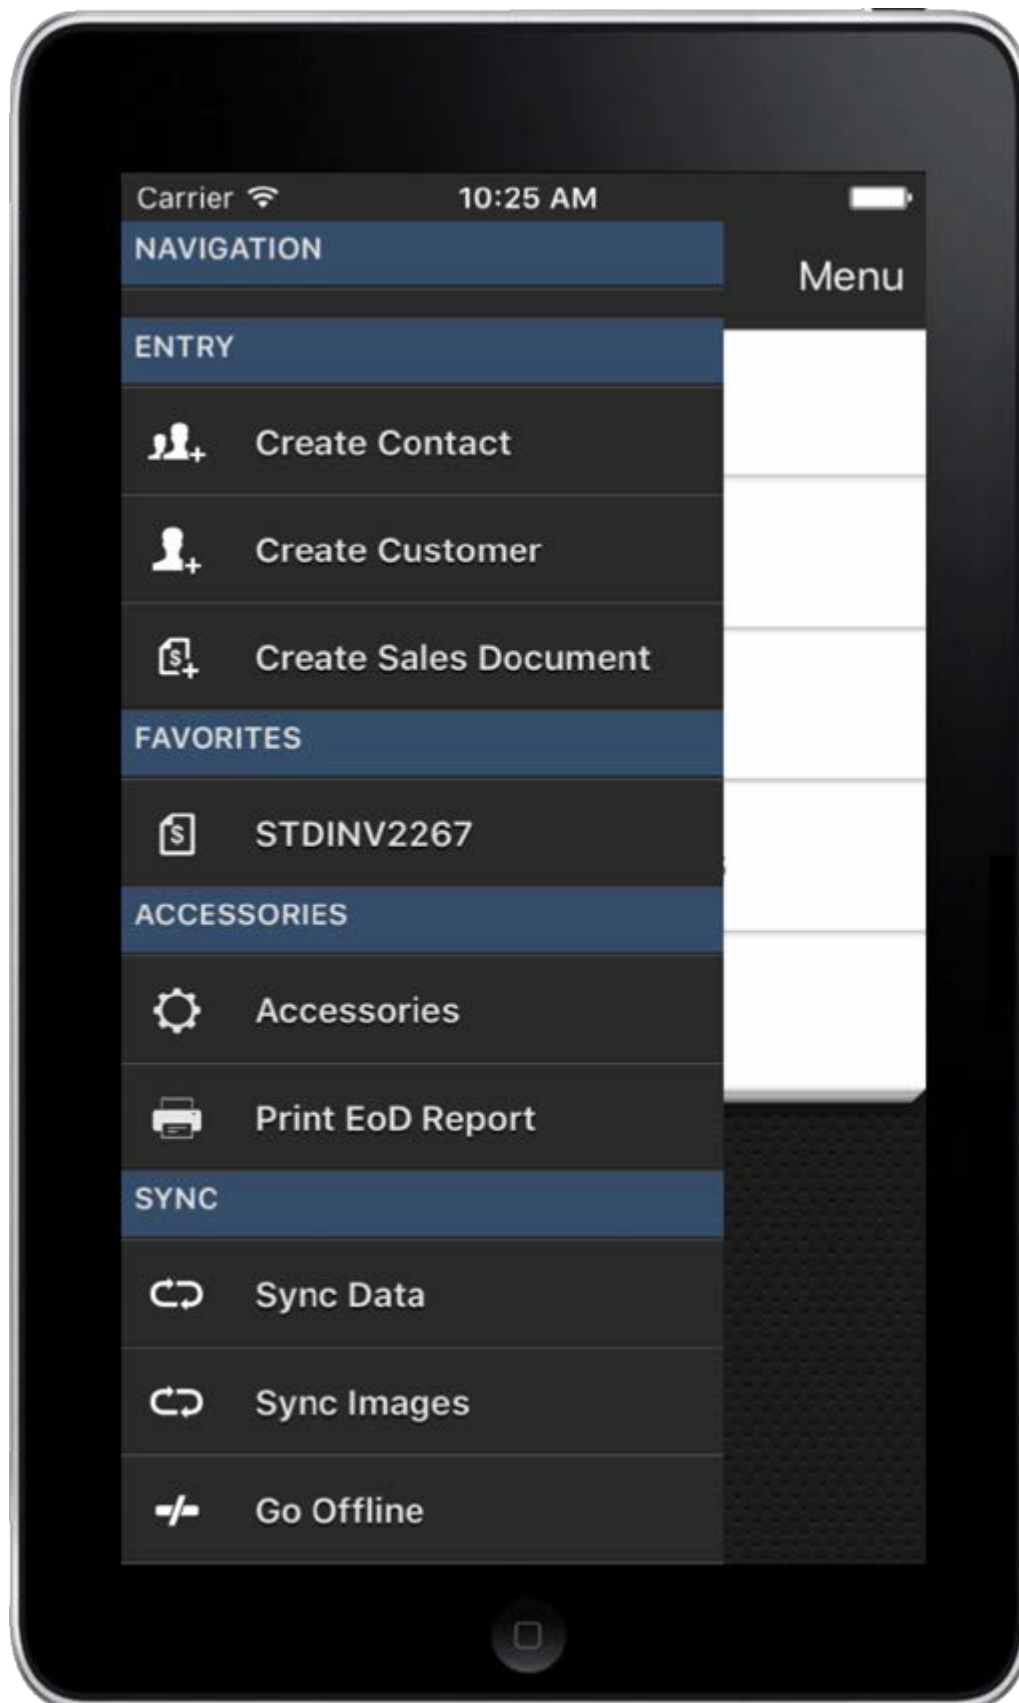 Carrier 10:25 AM
NAVIGATION
Menu
ENTRY
Create Contact
Create Customer
$ Create Sales Document
FAVORITES
$ STDINV2267
ACCESSORIES
Accessories
Print EoD Report
SYNC
Sync Data
Sync Images
Go Offline